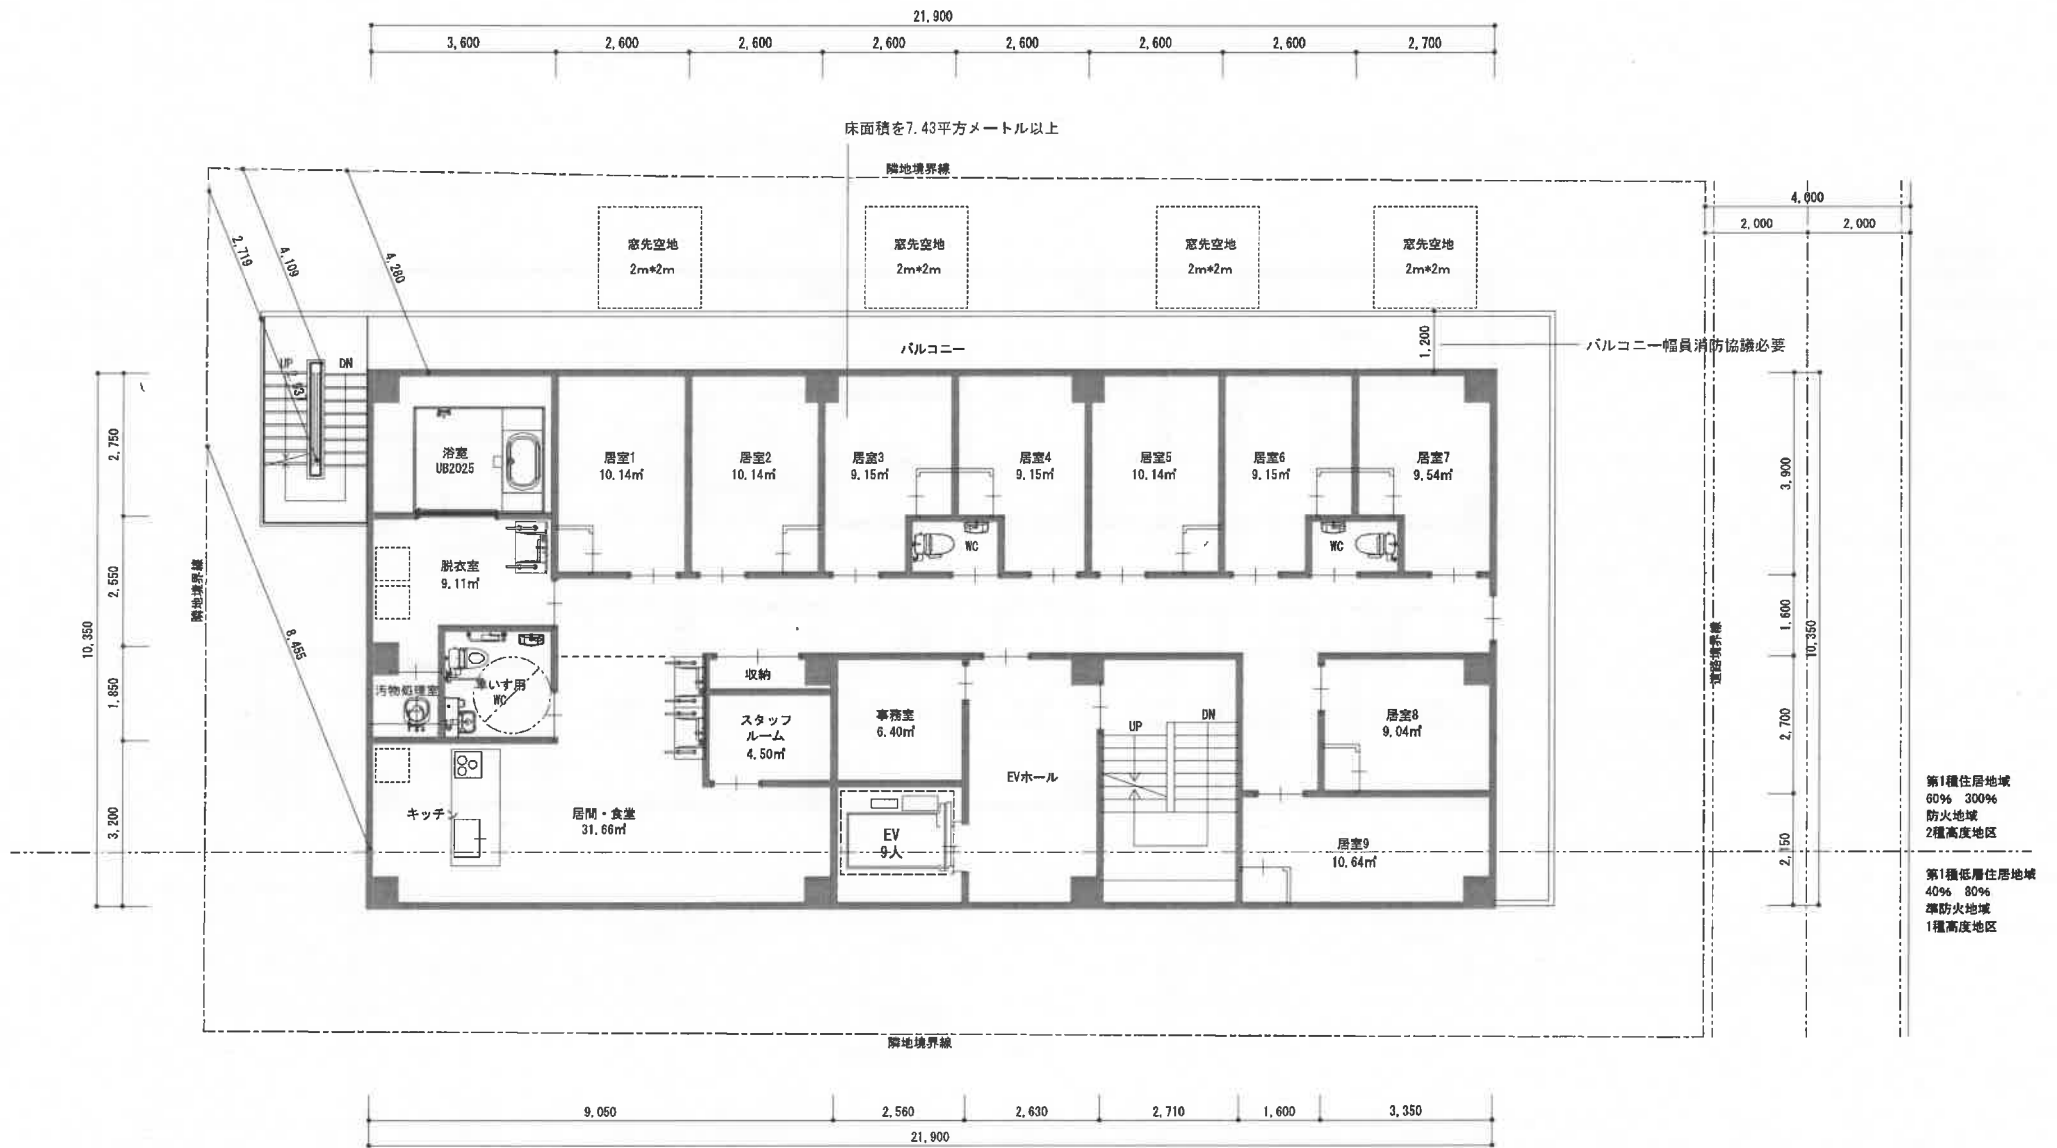 21,900
3,600
2,600
2,600
2,600
2,600
2,600
2,600
2,700
床面積を7.43平方メートル以上
隣地境界線
4,000
2,000
2,000
窓先空地
2m*2m
窓先空地
2m*2m
窓先空地
2m*2m
窓先空地
2m*2m
2,719
4,109
4,280
バルコニー
1,200
バルコニー幅員消防協議必要
UP
DN
浴室
UB2025
居室1
10.14㎡
居室2
10.14㎡
居室3
9.15㎡
居室4
9.15㎡
居室5
10.14㎡
居室6
9.15㎡
居室7
9.54㎡
WC
WC
脱衣室
9.11㎡
隣地境界線
8,455
10,350
2,750
2,550
1,850
3,200
3,900
1,600
2,700
2,150
10,350
道路境界線
汚物処理室
車いす用
WC
収納
スタッフ
ルーム
4.50㎡
事務室
6.40㎡
EVホール
UP
DN
居室8
9.04㎡
キッチン
居間・食堂
31.66㎡
EV
9人
居室9
10.64㎡
第1種住居地域
60% 300%
防火地域
2種高度地区
第1種低層住居地域
40% 80%
準防火地域
1種高度地区
隣地境界線
9,050
2,560
2,630
2,710
1,600
3,350
21,900